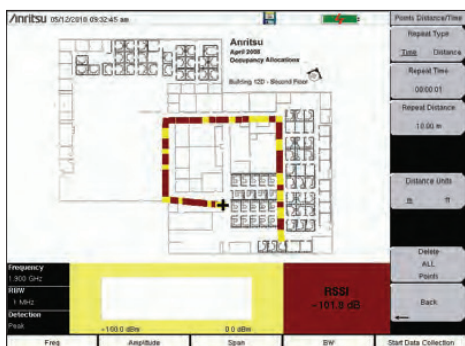 Anritsu 05/12/2010 09:32:45 am
Points Distance/Time
Repeat Type
Time Distance
Repeat Time
00:00:01
Repeat Distance
10.00 m
Distance Units
m ft
Delete
ALL
Points
Back
Anritsu
April 2008
Occupancy Allocations
Building 120 - Second Floor
Frequency
1.900 GHz
RBW
1 MHz
Detection
Peak
-100.0 dBm 0.0 dBm
RSSI
-101.8 dB
Freq Amplitude Span BW Start Data Collection